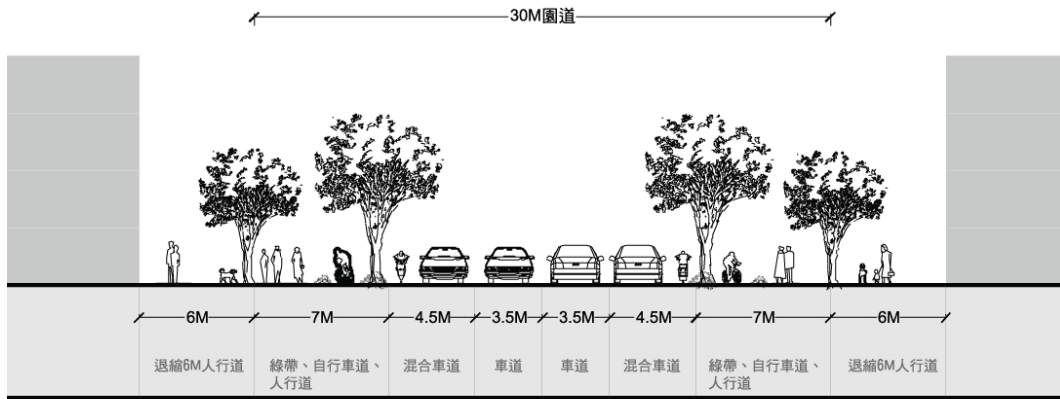 30M園道
6M
7M
4.5M
3.5M
3.5M
4.5M
7M
6M
退縮6M人行道
綠帶、自行車道、
人行道
混合車道
車道
車道
混合車道
綠帶、自行車道、
人行道
退縮6M人行道